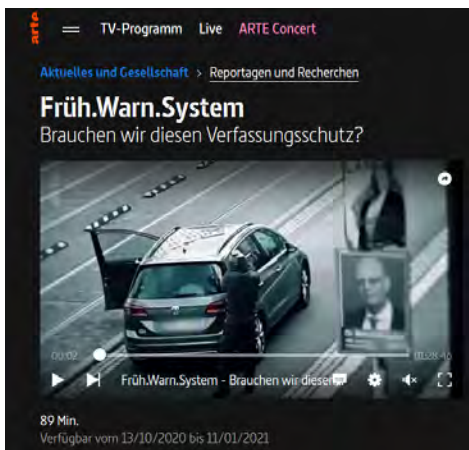 arte
TV-Programm Live ARTE Concert
Aktuelles und Gesellschaft > Reportagen und Recherchen
Früh.Warn.System
Brauchen wir diesen Verfassungsschutz?
00:02
01:28:46
Früh.Warn.System - Brauchen wir diesen
89 Min.
Verfügbar vom 13/10/2020 bis 11/01/2021